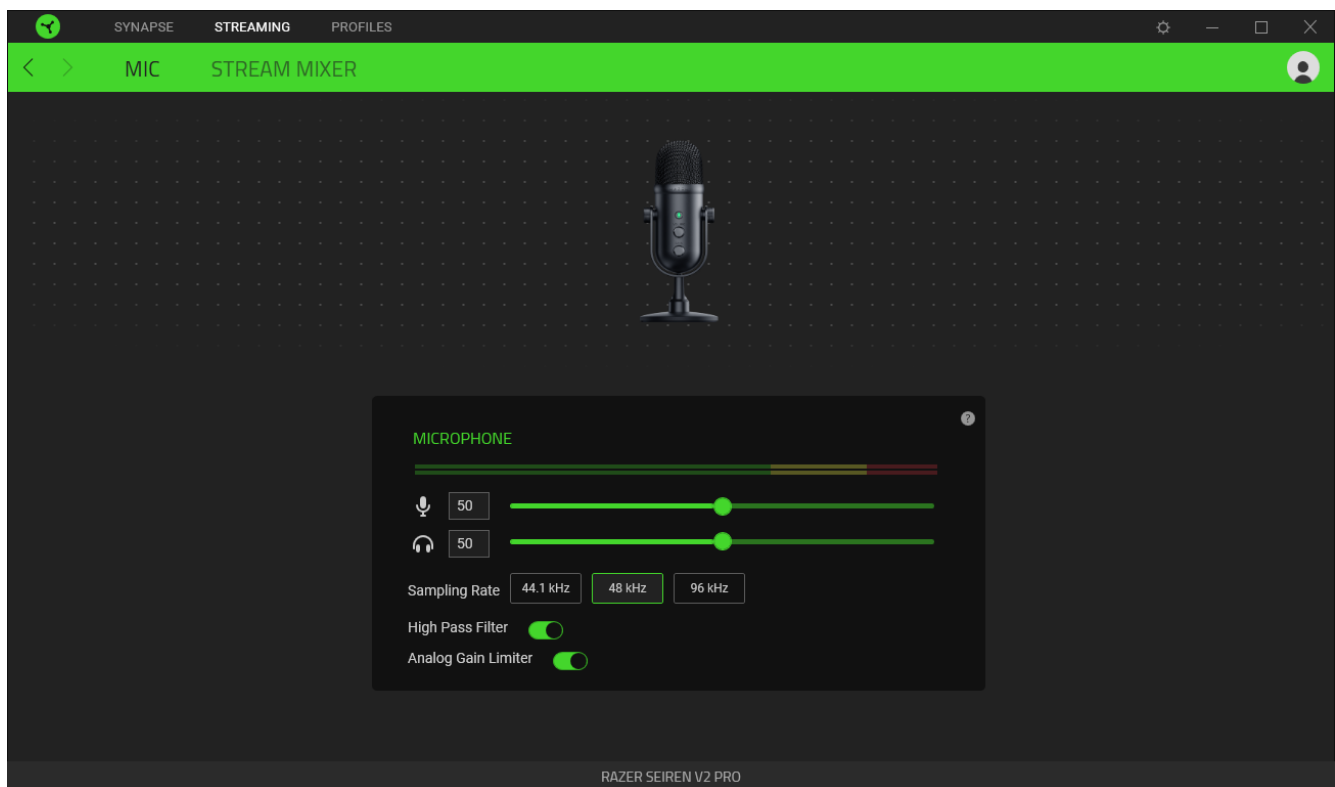 SYNAPSE STREAMING PROFILES
MIC STREAM MIXER
?
MICROPHONE
50
50
Sampling Rate 44.1 kHz 48 kHz 96 kHz
High Pass Filter
Analog Gain Limiter
RAZER SEIREN V2 PRO